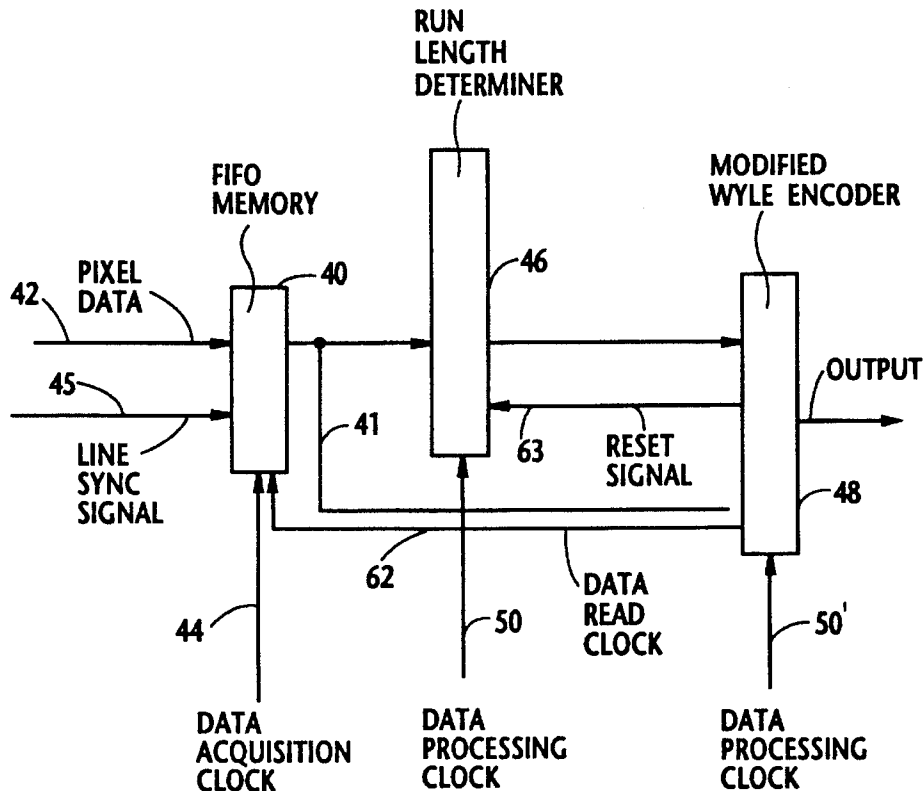 RUN
LENGTH
DETERMINER
FIFO
MEMORY
MODIFIED
WYLE ENCODER
PIXEL
DATA
42
40
46
45
LINE
SYNC
SIGNAL
41
63
RESET
SIGNAL
OUTPUT
48
62
DATA
READ
CLOCK
44
50
50'
DATA
ACQUISITION
CLOCK
DATA
PROCESSING
CLOCK
DATA
PROCESSING
CLOCK